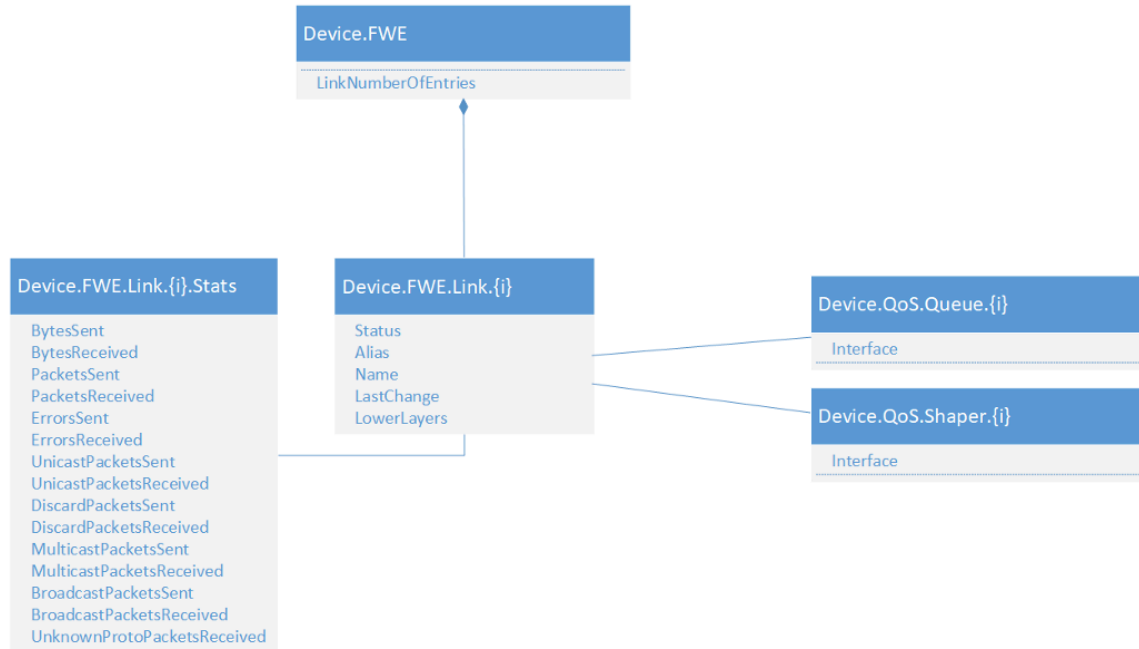 Device.FWE
LinkNumberOfEntries
Device.FWE.Link.{i}.Stats
BytesSent
BytesReceived
PacketsSent
PacketsReceived
ErrorsSent
ErrorsReceived
UnicastPacketsSent
UnicastPacketsReceived
DiscardPacketsSent
DiscardPacketsReceived
MulticastPacketsSent
MulticastPacketsReceived
BroadcastPacketsSent
BroadcastPacketsReceived
UnknownProtoPacketsReceived
Device.FWE.Link.{i}
Status
Alias
Name
LastChange
LowerLayers
Device.QoS.Queue.{i}
Interface
Device.QoS.Shaper.{i}
Interface